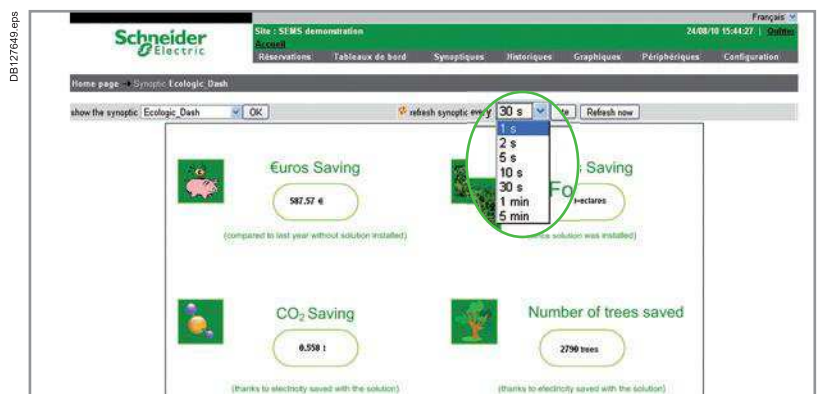 DB127649.eps
Schneider Electric
Français
Site : SEMS demonstration
24/08/10 15:44:27 | Quitter
Accueil
Réservations Tableaux de bord Synoptiques Historiques Graphiques Périphériques Configuration
Home page Synoptic Ecologic_Dash
show the synoptic Ecologic_Dash OK refresh synoptic every 30 s Refresh now
1 s
2 s
5 s
10 s
30 s
1 min
5 min
€uros Saving
587.57 €
(compared to last year without solution installed)
Saving
Fo
solution was installed)
CO₂ Saving
0.558 t
(thanks to electricity saved with the solution)
Number of trees saved
2790 trees
(thanks to electricity saved with the solution)